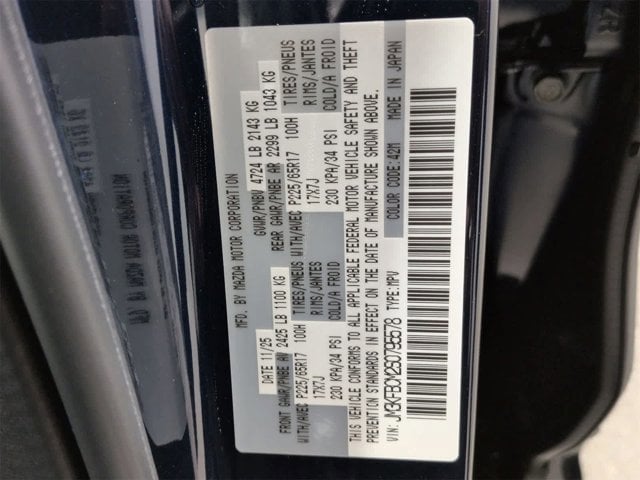 MFD. BY MAZDA MOTOR CORPORATION
DATE 11/25 GVWR/PNBV 4724 LB 2143 KG
FRONT GAWR/PNBE AV 2425 LB 1100 KG REAR GAWR/PNBE AR 2299 LB 1043 KG
WITH/AVEC P225/65R17 100H TIRES/PNEUS WITH/AVEC P225/65R17 100H TIRES/PNEUS
17X7J RIMS/JANTES 17X7J RIMS/JANTES
230 KPA/34 PSI COLD/A FROID 230 KPA/34 PSI COLD/A FROID
THIS VEHICLE CONFORMS TO ALL APPLICABLE FEDERAL MOTOR VEHICLE SAFETY AND THEFT
PREVENTION STANDARDS IN EFFECT ON THE DATE OF MANUFACTURE SHOWN ABOVE.
COLOR CODE:42M MADE IN JAPAN
VIN: TYPE:MPV